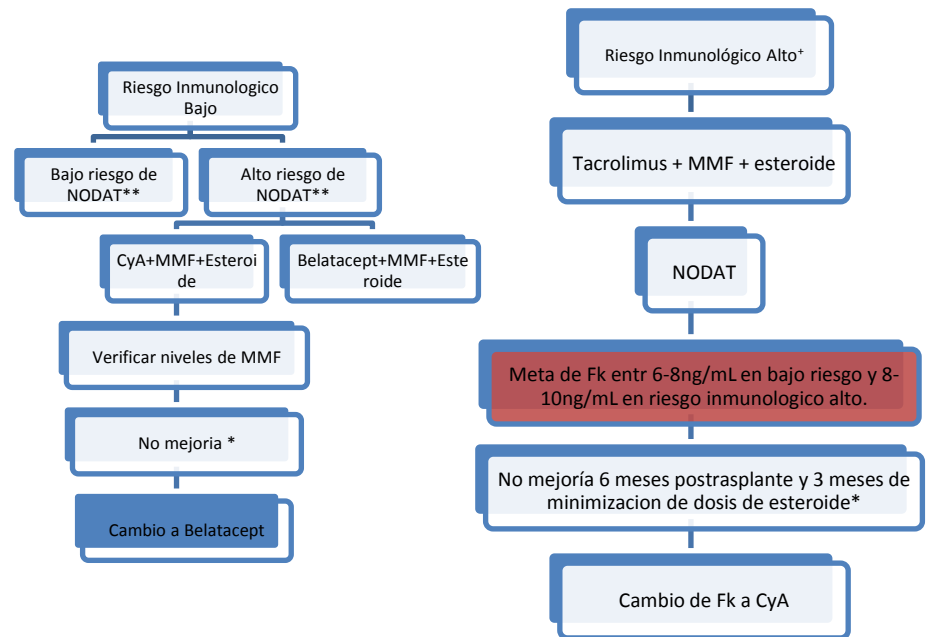 Riesgo Inmunologico
Bajo
Bajo riesgo de
NODAT**
Alto riesgo de
NODAT**
CyA+MMF+Esteroi
de
Belatacept+MMF+Este
roide
Verificar niveles de MMF
No mejoria *
Cambio a Belatacept
Riesgo Inmunológico Alto⁺
Tacrolimus + MMF + esteroide
NODAT
Meta de Fk entr 6-8ng/mL en bajo riesgo y 8-
10ng/mL en riesgo inmunologico alto.
No mejoría 6 meses postrasplante y 3 meses de
minimizacion de dosis de esteroide*
Cambio de Fk a CyA